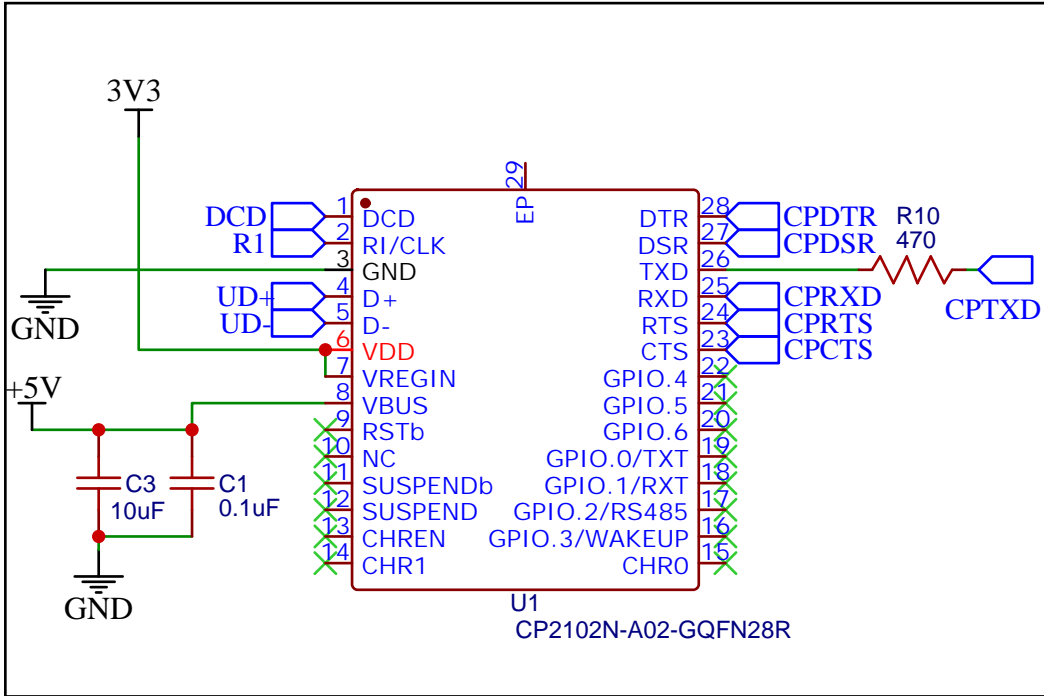 3V3
DCD
R1
GND
UD+
UD-
+5V
C3
10uF
C1
0.1uF
GND
EP 29
1 DCD
2 RI/CLK
3 GND
4 D+
5 D-
6 VDD
7 VREGIN
8 VBUS
9 RSTb
10 NC
11 SUSPENDb
12 SUSPEND
13 CHREN
14 CHR1
DTR 28
DSR 27
TXD 26
RXD 25
RTS 24
CTS 23
GPIO.4 22
GPIO.5 21
GPIO.6 20
GPIO.0/TXT 19
GPIO.1/RXT 18
GPIO.2/RS485 17
GPIO.3/WAKEUP 16
CHR0 15
CPDTR
CPDSR
CPRXD
CPRTS
CPCTS
R10
470
CPTXD
U1
CP2102N-A02-GQFN28R